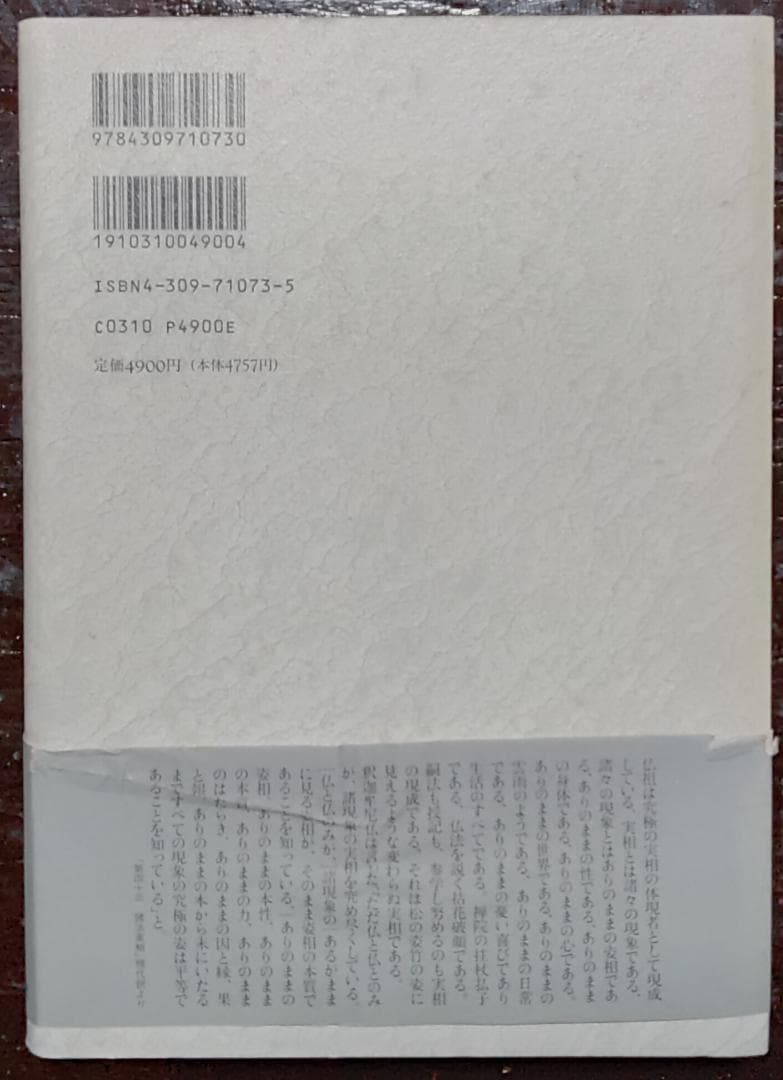 9784309710730
1910310049004
ISBN4-309-71073-5
C0310 P4900E
定価4900円(本体4757円)
仏祖は究極の実相の体現者として現成
している。実相とは諸々の現象である、
諸々の現象とはありのままの姿相であ
る、ありのままの性である、ありのまま
の身体である、ありのままの心である。
ありのままの世界である、ありのままの
雲雨のようである、ありのままの日常
である、ありのままの憂い喜びであり
生活のすべてである、禅院の拄杖払子
である、仏法を説く拈花破顔である。
嗣法も授記も、参学し努めるのも実相
の現成である、それは松の姿竹の姿に
見えるような変わらぬ実相である。
釈迦牟尼仏は言った、「ただ仏と仏とのみ
が、諸現象の実相を究め尽くしている。
仏と仏のみが、諸現象の「あるがまま
に見る姿相が、そのまま姿相の本質で
あることを知っている」「ありのままの
姿相、ありのままの本性、ありのまま
の本質、ありのままの力、ありのまま
のはたらき、ありのままの因と縁、果
と報、ありのままの本から末にいたる
まですべての現象の究極の姿は平等で
あることを知っている」と。
「第四十三 諸法実相」現代訳より